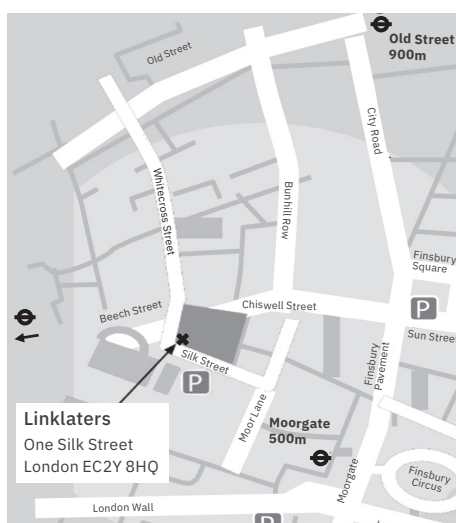 Old Street
900m
Old Street
City Road
Whitecross Street
Bunhill Row
Finsbury
Square
Beech Street
Chiswell Street
P
Sun Street
Silk Street
Finsbury
Pavement
P
Linklaters
One Silk Street
London EC2Y 8HQ
Moor Lane
Moorgate
500m
Finsbury
Circus
Moorgate
London Wall
P